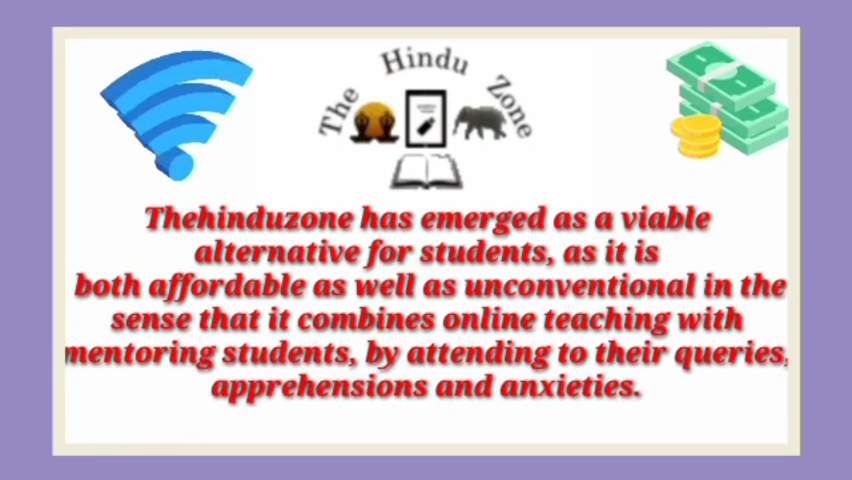 The Hindu Zone
Thehinduzone has emerged as a viable
alternative for students, as it is
both affordable as well as unconventional in the
sense that it combines online teaching with
mentoring students, by attending to their queries,
apprehensions and anxieties.